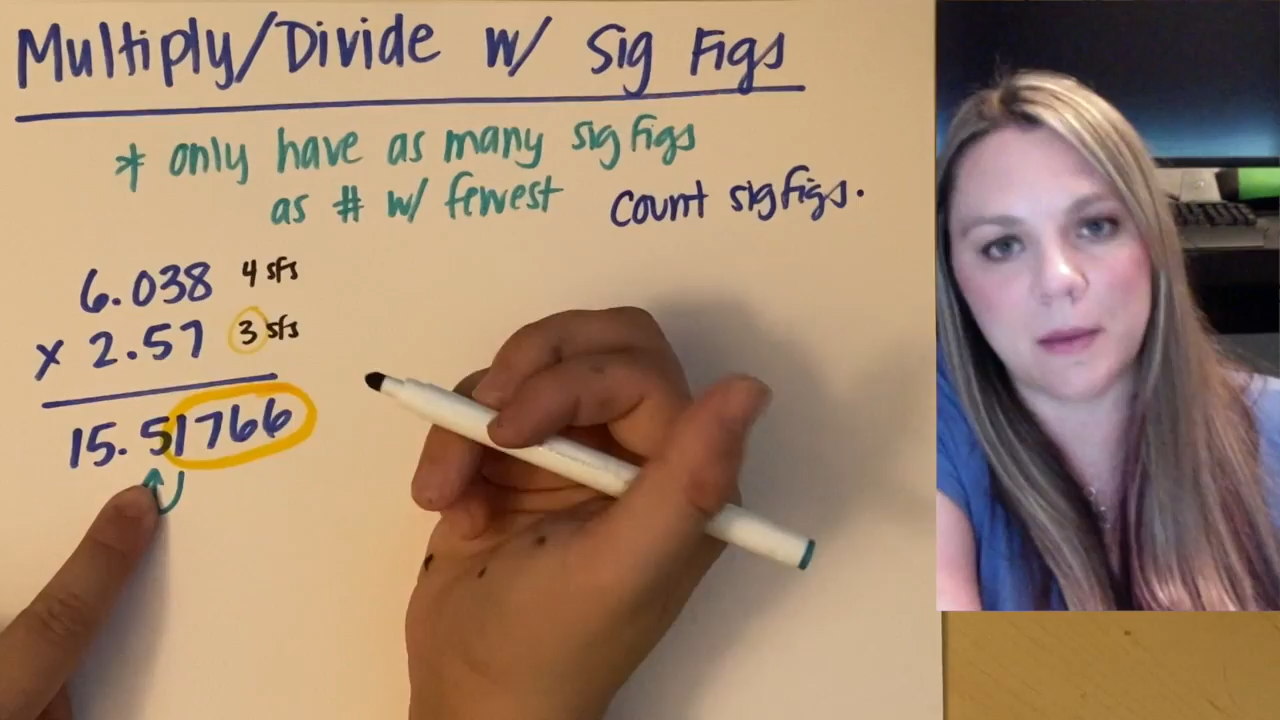 Multiply/Divide w/ Sig Figs
* only have as many sig figs
as # w/ fewest count sig figs.
6.038 4 sfs
x 2.57 3 sfs
15.51766